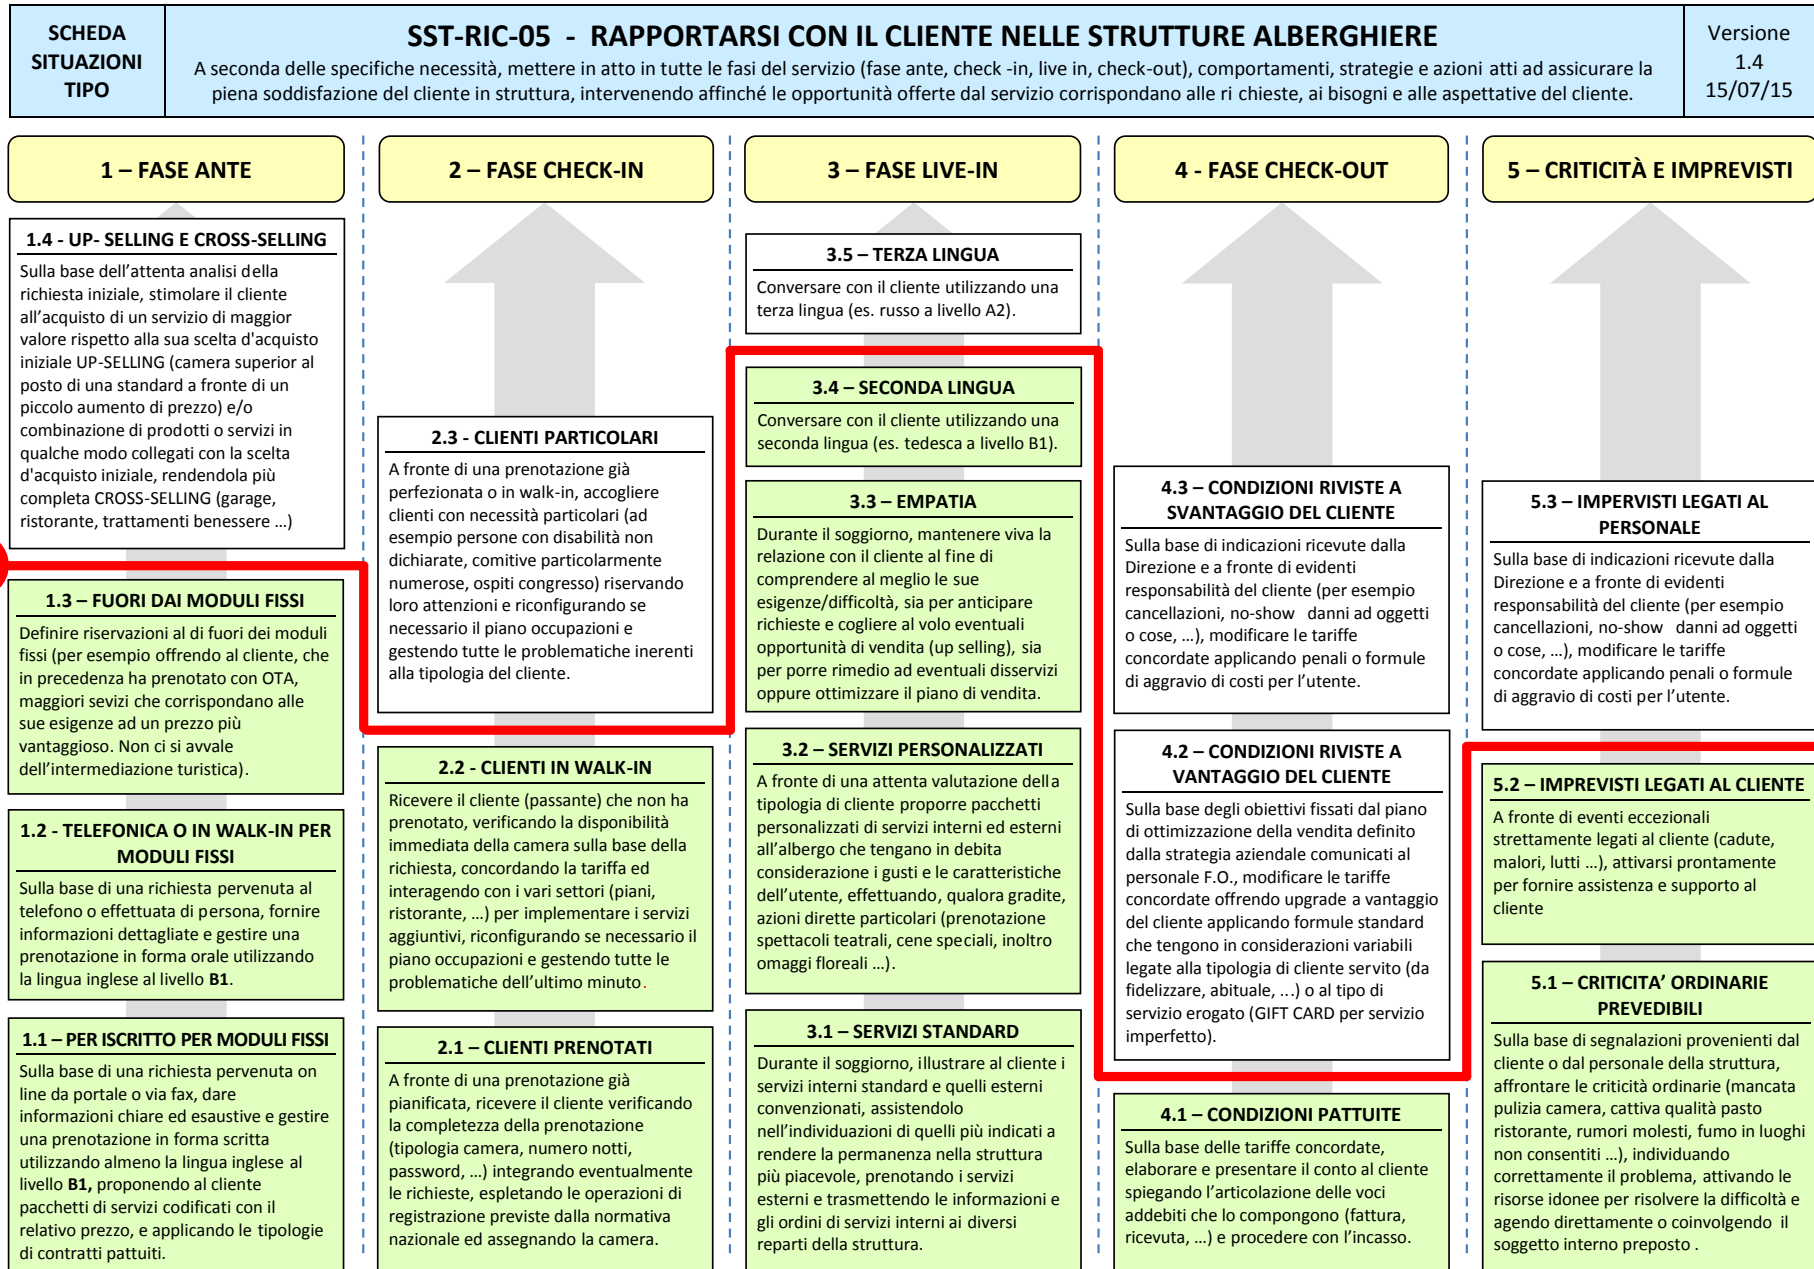 SCHEDA
SITUAZIONI
TIPO
SST-RIC-05 - RAPPORTARSI CON IL CLIENTE NELLE STRUTTURE ALBERGHIERE
A seconda delle specifiche necessità, mettere in atto in tutte le fasi del servizio (fase ante, check -in, live in, check-out), comportamenti, strategie e azioni atti ad assicurare la
piena soddisfazione del cliente in struttura, intervenendo affinché le opportunità offerte dal servizio corrispondano alle ri chieste, ai bisogni e alle aspettative del cliente.
Versione
1.4
15/07/15
1 – FASE ANTE
1.4 - UP- SELLING E CROSS-SELLING
Sulla base dell'attenta analisi della
richiesta iniziale, stimolare il cliente
all'acquisto di un servizio di maggior
valore rispetto alla sua scelta d'acquisto
iniziale UP-SELLING (camera superior al
posto di una standard a fronte di un
piccolo aumento di prezzo) e/o
combinazione di prodotti o servizi in
qualche modo collegati con la scelta
d'acquisto iniziale, rendendola più
completa CROSS-SELLING (garage,
ristorante, trattamenti benessere …)
1.3 – FUORI DAI MODULI FISSI
Definire riservazioni al di fuori dei moduli
fissi (per esempio offrendo al cliente, che
in precedenza ha prenotato con OTA,
maggiori sevizi che corrispondano alle
sue esigenze ad un prezzo più
vantaggioso. Non ci si avvale
dell'intermediazione turistica).
1.2 - TELEFONICA O IN WALK-IN PER
MODULI FISSI
Sulla base di una richiesta pervenuta al
telefono o effettuata di persona, fornire
informazioni dettagliate e gestire una
prenotazione in forma orale utilizzando
la lingua inglese al livello B1.
1.1 – PER ISCRITTO PER MODULI FISSI
Sulla base di una richiesta pervenuta on
line da portale o via fax, dare
informazioni chiare ed esaustive e gestire
una prenotazione in forma scritta
utilizzando almeno la lingua inglese al
livello B1, proponendo al cliente
pacchetti di servizi codificati con il
relativo prezzo, e applicando le tipologie
di contratti pattuiti.
2 – FASE CHECK-IN
2.3 - CLIENTI PARTICOLARI
A fronte di una prenotazione già
perfezionata o in walk-in, accogliere
clienti con necessità particolari (ad
esempio persone con disabilità non
dichiarate, comitive particolarmente
numerose, ospiti congresso) riservando
loro attenzioni e riconfigurando se
necessario il piano occupazioni e
gestendo tutte le problematiche inerenti
alla tipologia del cliente.
2.2 - CLIENTI IN WALK-IN
Ricevere il cliente (passante) che non ha
prenotato, verificando la disponibilità
immediata della camera sulla base della
richiesta, concordando la tariffa ed
interagendo con i vari settori (piani,
ristorante, …) per implementare i servizi
aggiuntivi, riconfigurando se necessario il
piano occupazioni e gestendo tutte le
problematiche dell'ultimo minuto.
2.1 – CLIENTI PRENOTATI
A fronte di una prenotazione già
pianificata, ricevere il cliente verificando
la completezza della prenotazione
(tipologia camera, numero notti,
password, …) integrando eventualmente
le richieste, espletando le operazioni di
registrazione previste dalla normativa
nazionale ed assegnando la camera.
3 – FASE LIVE-IN
3.5 – TERZA LINGUA
Conversare con il cliente utilizzando una
terza lingua (es. russo a livello A2).
3.4 – SECONDA LINGUA
Conversare con il cliente utilizzando una
seconda lingua (es. tedesca a livello B1).
3.3 – EMPATIA
Durante il soggiorno, mantenere viva la
relazione con il cliente al fine di
comprendere al meglio le sue
esigenze/difficoltà, sia per anticipare
richieste e cogliere al volo eventuali
opportunità di vendita (up selling), sia
per porre rimedio ad eventuali disservizi
oppure ottimizzare il piano di vendita.
3.2 – SERVIZI PERSONALIZZATI
A fronte di una attenta valutazione della
tipologia di cliente proporre pacchetti
personalizzati di servizi interni ed esterni
all'albergo che tengano in debita
considerazione i gusti e le caratteristiche
dell'utente, effettuando, qualora gradite,
azioni dirette particolari (prenotazione
spettacoli teatrali, cene speciali, inoltro
omaggi floreali …).
3.1 – SERVIZI STANDARD
Durante il soggiorno, illustrare al cliente i
servizi interni standard e quelli esterni
convenzionati, assistendolo
nell'individuazioni di quelli più indicati a
rendere la permanenza nella struttura
più piacevole, prenotando i servizi
esterni e trasmettendo le informazioni e
gli ordini di servizi interni ai diversi
reparti della struttura.
4 - FASE CHECK-OUT
4.3 – CONDIZIONI RIVISTE A
SVANTAGGIO DEL CLIENTE
Sulla base di indicazioni ricevute dalla
Direzione e a fronte di evidenti
responsabilità del cliente (per esempio
cancellazioni, no-show danni ad oggetti
o cose, …), modificare le tariffe
concordate applicando penali o formule
di aggravio di costi per l'utente.
4.2 – CONDIZIONI RIVISTE A
VANTAGGIO DEL CLIENTE
Sulla base degli obiettivi fissati dal piano
di ottimizzazione della vendita definito
dalla strategia aziendale comunicati al
personale F.O., modificare le tariffe
concordate offrendo upgrade a vantaggio
del cliente applicando formule standard
che tengono in considerazioni variabili
legate alla tipologia di cliente servito (da
fidelizzare, abituale, ...) o al tipo di
servizio erogato (GIFT CARD per servizio
imperfetto).
4.1 – CONDIZIONI PATTUITE
Sulla base delle tariffe concordate,
elaborare e presentare il conto al cliente
spiegando l'articolazione delle voci
addebiti che lo compongono (fattura,
ricevuta, …) e procedere con l'incasso.
5 – CRITICITÀ E IMPREVISTI
5.3 – IMPERVISTI LEGATI AL
PERSONALE
Sulla base di indicazioni ricevute dalla
Direzione e a fronte di evidenti
responsabilità del cliente (per esempio
cancellazioni, no-show danni ad oggetti
o cose, …), modificare le tariffe
concordate applicando penali o formule
di aggravio di costi per l'utente.
5.2 – IMPREVISTI LEGATI AL CLIENTE
A fronte di eventi eccezionali
strettamente legati al cliente (cadute,
malori, lutti …), attivarsi prontamente
per fornire assistenza e supporto al
cliente
5.1 – CRITICITA' ORDINARIE
PREVEDIBILI
Sulla base di segnalazioni provenienti dal
cliente o dal personale della struttura,
affrontare le criticità ordinarie (mancata
pulizia camera, cattiva qualità pasto
ristorante, rumori molesti, fumo in luoghi
non consentiti …), individuando
correttamente il problema, attivando le
risorse idonee per risolvere la difficoltà e
agendo direttamente o coinvolgendo il
soggetto interno preposto .